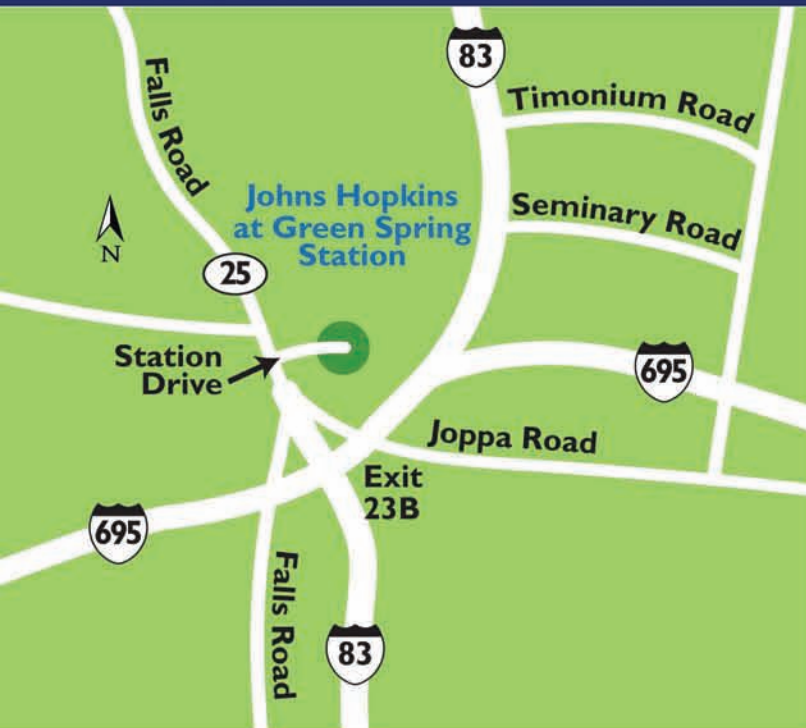 83
Timonium Road
Falls Road
Johns Hopkins
at Green Spring
Station
Seminary Road
N
25
Station
Drive
695
Joppa Road
Exit
23B
695
Falls Road
83